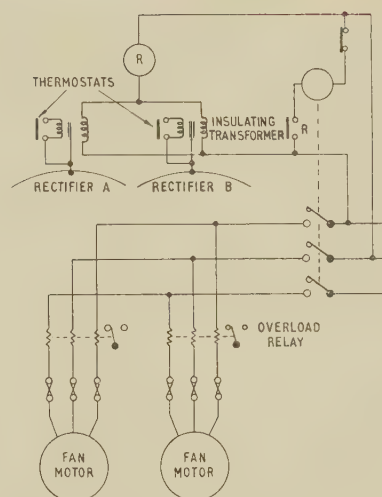 R
THERMOSTATS
INSULATING
TRANSFORMER
R
RECTIFIER A
RECTIFIER B
OVERLOAD
RELAY
FAN
MOTOR
FAN
MOTOR